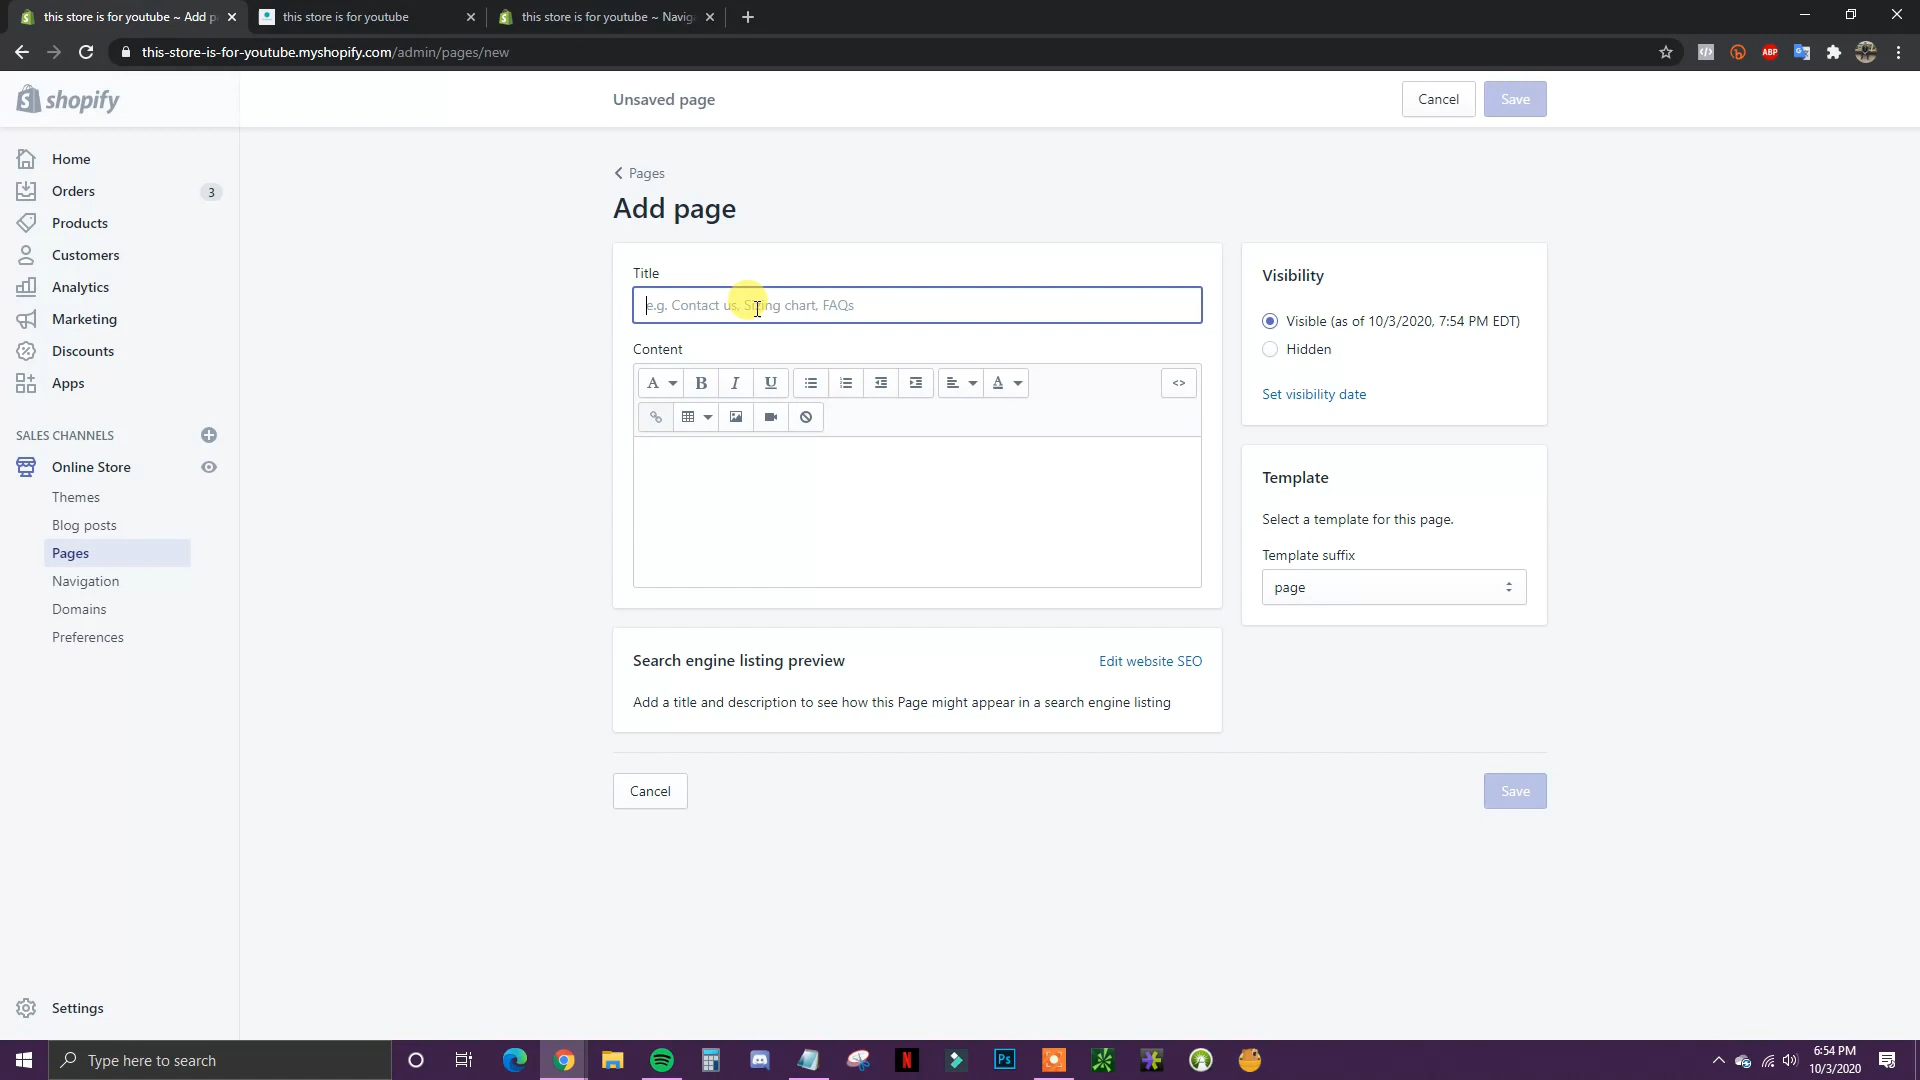 this store is for youtube ~ Add p
this store is for youtube
this store is for youtube ~ Navig
this-store-is-for-youtube.myshopify.com/admin/pages/new
ABP
shopify
Unsaved page
Cancel
Save
Home
Orders
3
Products
Customers
Analytics
Marketing
Discounts
Apps
SALES CHANNELS
Online Store
Themes
Blog posts
Pages
Navigation
Domains
Preferences
Settings
Pages
Add page
Title
e.g. Contact us, Sizing chart, FAQs
Content
A
B
I
U
A
<>
Search engine listing preview
Edit website SEO
Add a title and description to see how this Page might appear in a search engine listing
Cancel
Save
Visibility
Visible (as of 10/3/2020, 7:54 PM EDT)
Hidden
Set visibility date
Template
Select a template for this page.
Template suffix
page
Type here to search
N
Ps
6:54 PM
10/3/2020